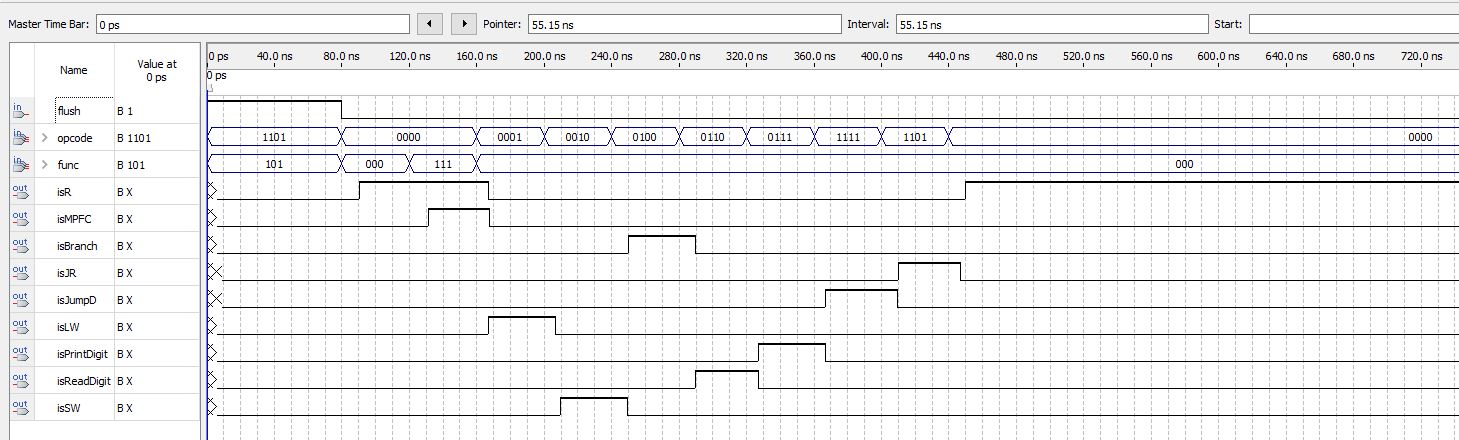 Master Time Bar: 0 ps Pointer: 55.15 ns Interval: 55.15 ns Start:
Name Value at 0 ps 0 ps 40.0 ns 80.0 ns 120.0 ns 160.0 ns 200.0 ns 240.0 ns 280.0 ns 320.0 ns 360.0 ns 400.0 ns 440.0 ns 480.0 ns 520.0 ns 560.0 ns 600.0 ns 640.0 ns 680.0 ns 720.0 ns
0 ps
in flush B 1
in opcode B 1101 1101 0000 0001 0010 0100 0110 0111 1111 1101 0000
in func B 101 101 000 111 000
out isR B X
out isMPFC B X
out isBranch B X
out isJR B X
out isJumpD B X
out isLW B X
out isPrintDigit B X
out isReadDigit B X
out isSW B X